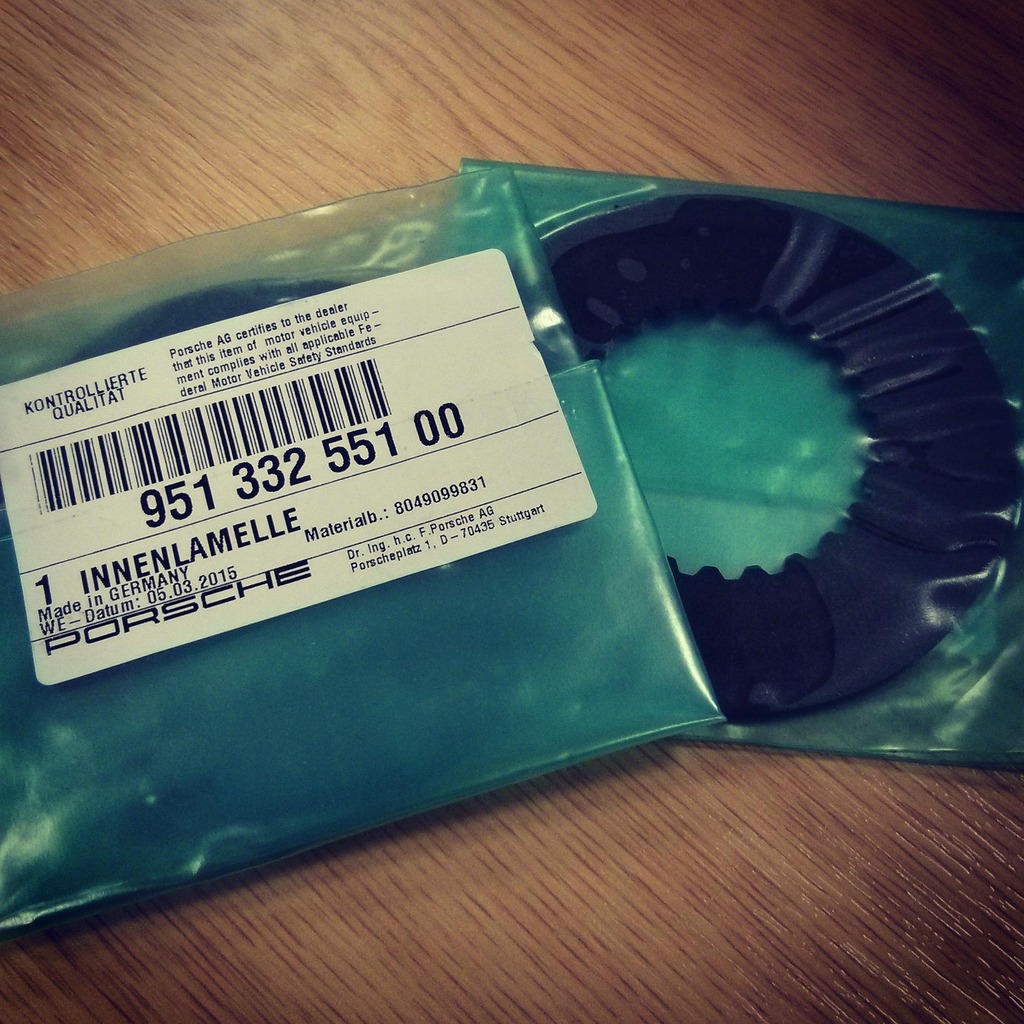 KONTROLLIERTE
QUALITAT
Porsche AG certifies to the dealer
that this item of motor vehicle equip-
ment complies with all applicable Fe-
deral Motor Vehicle Safety Standards
951 332 551 00
1 INNENLAMELLE
Materialb.: 8049099831
Made in GERMANY
WE-Datum: 05.03.2015
Dr. Ing. h.c. F.Porsche AG
Porscheplatz 1, D-70435 Stuttgart
PORSCHE